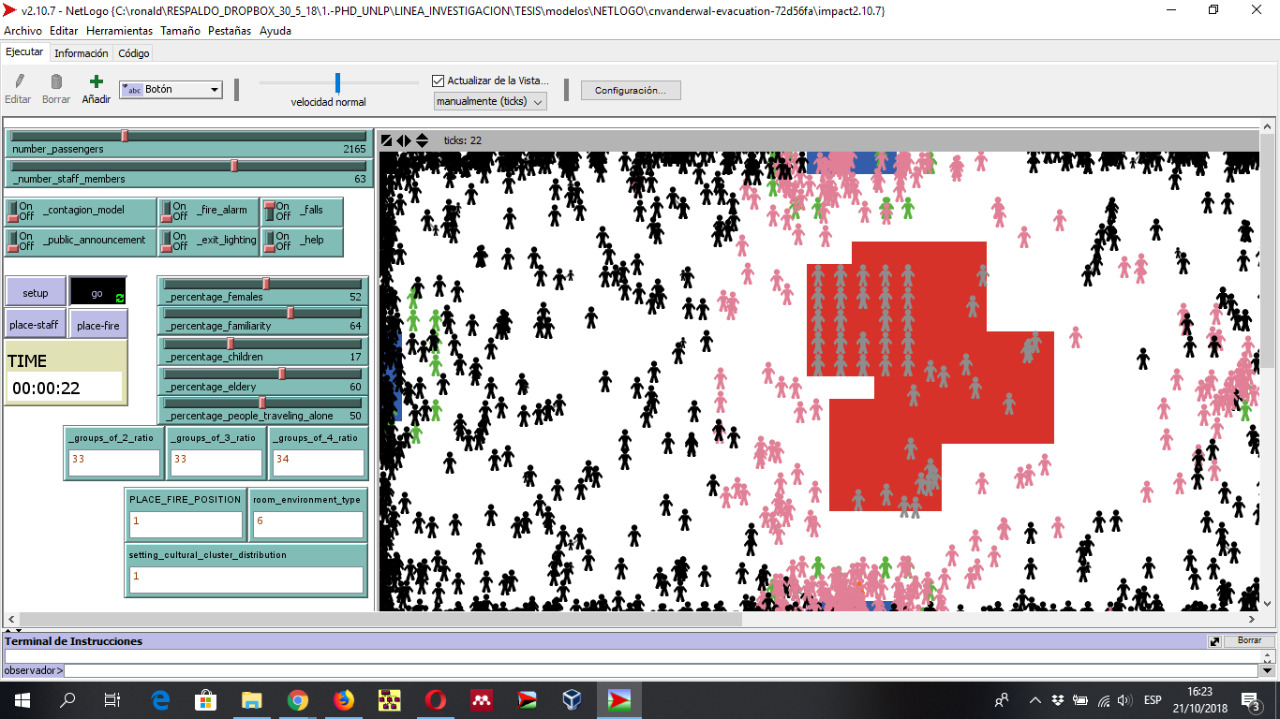 v2.10.7 - NetLogo {C:\ronald\RESPALDO_DROPBOX_30_5_18\1.-PHD_UNLP\LINEA_INVESTIGACION\TESIS\modelos\NETLOGO\cnvanderwal-evacuation-72d56fa\impact2.10.7}
Archivo Editar Herramientas Tamaño Pestañas Ayuda
Ejecutar Información Código
Editar Borrar Añadir
abc Botón
velocidad normal
Actualizar de la Vista...
manualmente (ticks)
Configuración...
number_passengers 2165
_number_staff_members 63
ticks: 22
On Off _contagion_model
On Off _fire_alarm
On Off _falls
On Off _public_announcement
On Off _exit_lighting
On Off _help
setup go
place-staff place-fire
TIME
00:00:22
_percentage_females 52
_percentage_familiarity 64
_percentage_children 17
_percentage_eldery 60
_percentage_people_traveling_alone 50
_groups_of_2_ratio _groups_of_3_ratio _groups_of_4_ratio
33 33 34
PLACE_FIRE_POSITION room_environment_type
1 6
setting_cultural_cluster_distribution
1
Terminal de Instrucciones Borrar
observador>
ESP
16:23
21/10/2018
3